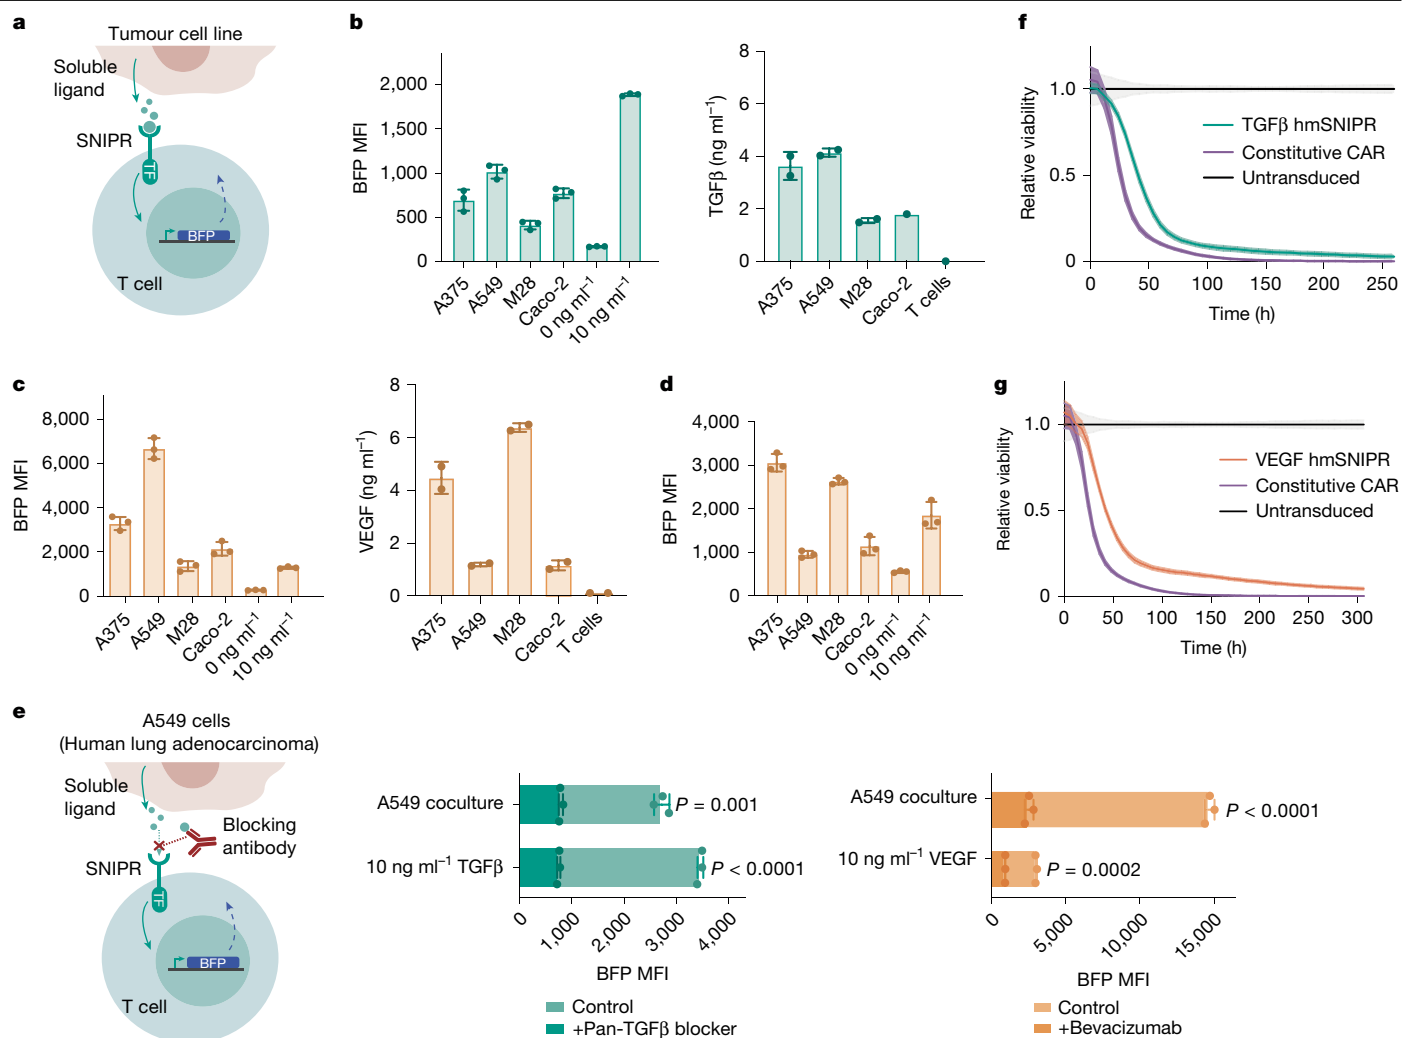 a
Tumour cell line
Soluble
ligand
SNIPR
BFP
T cell
b
BFP MFI
2,000
1,500
1,000
500
0
A375
A549
M28
Caco-2
0 ng ml⁻¹
10 ng ml⁻¹
TGFβ (ng ml⁻¹)
8
6
4
2
0
A375
A549
M28
Caco-2
T cells
f
Relative viability
1.0
0.5
0
0
50
100
150
200
250
Time (h)
TGFβ hmSNIPR
Constitutive CAR
Untransduced
c
BFP MFI
8,000
6,000
4,000
2,000
0
A375
A549
M28
Caco-2
0 ng ml⁻¹
10 ng ml⁻¹
VEGF (ng ml⁻¹)
8
6
4
2
0
A375
A549
M28
Caco-2
T cells
d
BFP MFI
4,000
3,000
2,000
1,000
0
A375
A549
M28
Caco-2
0 ng ml⁻¹
10 ng ml⁻¹
g
Relative viability
1.0
0.5
0
0
50
100
150
200
250
300
Time (h)
VEGF hmSNIPR
Constitutive CAR
Untransduced
e
A549 cells
(Human lung adenocarcinoma)
Soluble
ligand
Blocking
antibody
SNIPR
BFP
T cell
A549 coculture
P = 0.001
10 ng ml⁻¹ TGFβ
P < 0.0001
0
1,000
2,000
3,000
4,000
BFP MFI
Control
+Pan-TGFβ blocker
A549 coculture
P < 0.0001
10 ng ml⁻¹ VEGF
P = 0.0002
0
5,000
10,000
15,000
BFP MFI
Control
+Bevacizumab